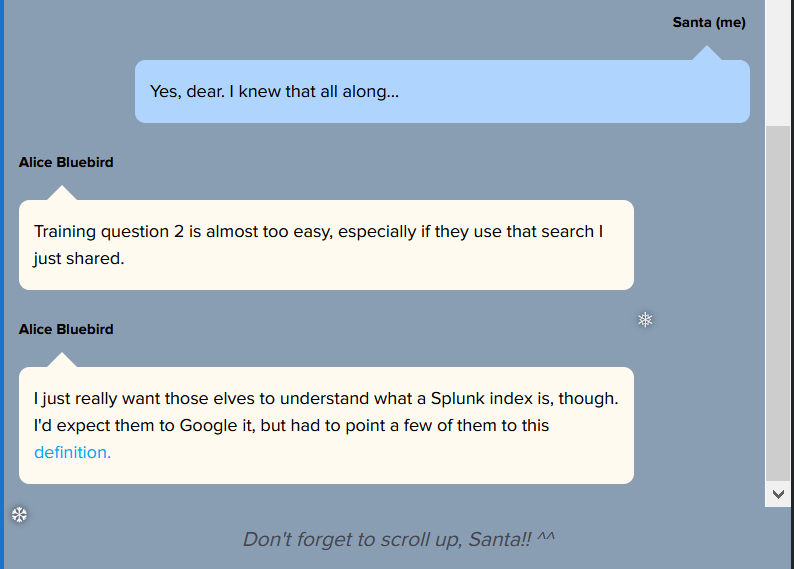 Santa (me)
Yes, dear. I knew that all along...
Alice Bluebird
Training question 2 is almost too easy, especially if they use that search I
just shared.
Alice Bluebird
I just really want those elves to understand what a Splunk index is, though.
I'd expect them to Google it, but had to point a few of them to this
definition.
Don't forget to scroll up, Santa!! ^^